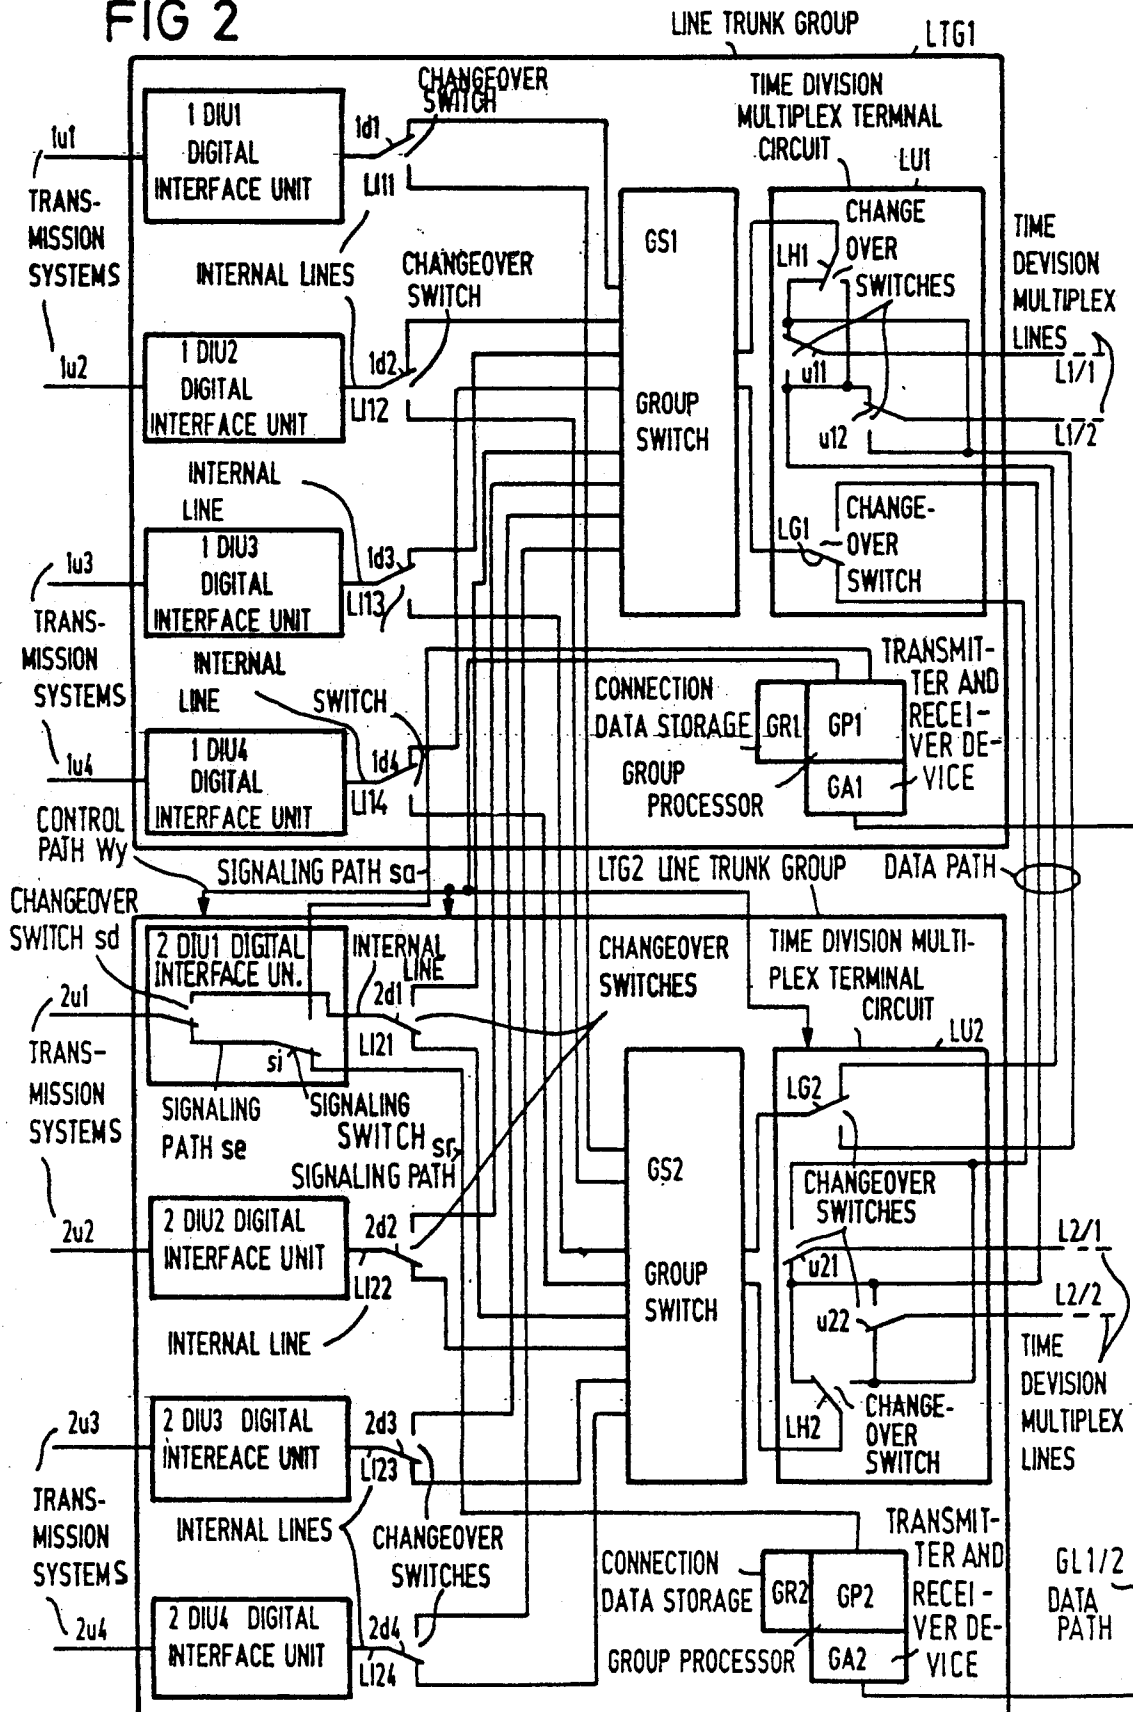 FIG 2
LINE TRUNK GROUP
LTG1
CHANGEOVER
SWITCH
TIME DIVISION
MULTIPLEX TERMNAL
CIRCUIT
LU1
1 DIU1
DIGITAL
INTERFACE UNIT
1u1
1d1
LI11
TRANS-
MISSION
SYSTEMS
INTERNAL LINES
CHANGEOVER
SWITCH
GS1
GROUP
SWITCH
CHANGE
OVER
SWITCHES
LH1
TIME
DEVISION
MULTIPLEX
LINES
L1/1
L1/2
u11
u12
1u2
1 DIU2
DIGITAL
INTERFACE UNIT
1d2
LI12
INTERNAL
LINE
CHANGE-
OVER
SWITCH
LG1
1u3
1 DIU3
DIGITAL
INTERFACE UNIT
1d3
LI13
TRANS-
MISSION
SYSTEMS
INTERNAL
LINE
SWITCH
CONNECTION
DATA STORAGE
GR1
GP1
GA1
TRANSMIT-
TER AND
RECEI-
VER DE-
VICE
GROUP
PROCESSOR
1u4
1 DIU4
DIGITAL
INTERFACE UNIT
1d4
LI14
CONTROL
PATH Wy
SIGNALING PATH sa
LTG2 LINE TRUNK GROUP
DATA PATH
CHANGEOVER
SWITCH sd
2 DIU1 DIGITAL
INTERFACE UN.
INTERNAL
LINE
CHANGEOVER
SWITCHES
TIME DIVISION MULTI-
PLEX TERMINAL
CIRCUIT
LU2
2u1
2d1
LI21
si
TRANS-
MISSION
SYSTEMS
SIGNALING
PATH se
SIGNALING
SWITCH
sr
SIGNALING PATH
LG2
GS2
GROUP
SWITCH
CHANGEOVER
SWITCHES
2u2
2 DIU2 DIGITAL
INTERFACE UNIT
2d2
LI22
INTERNAL LINE
u21
u22
L2/1
L2/2
TIME
DEVISION
MULTIPLEX
LINES
LH2
CHANGE-
OVER
SWITCH
2u3
2 DIU3 DIGITAL
INTEREACE UNIT
2d3
LI23
TRANS-
MISSION
SYSTEMS
INTERNAL LINES
CHANGEOVER
SWITCHES
CONNECTION
DATA STORAGE
GR2
GP2
GA2
TRANSMIT-
TER AND
RECEI-
VER DE-
VICE
GROUP PROCESSOR
GL1/2
DATA
PATH
2u4
2 DIU4 DIGITAL
INTERFACE UNIT
2d4
LI24